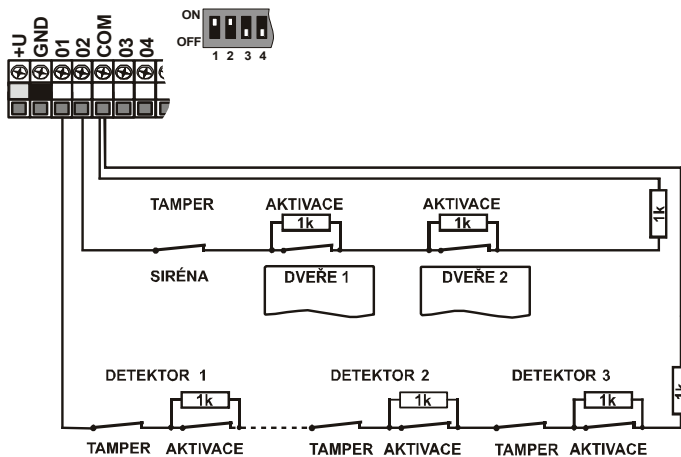 ON
OFF
1 2 3 4
+U GND 01 02 COM 03 04
TAMPER AKTIVACE AKTIVACE
1k 1k
1k
SIRÉNA DVEŘE 1 DVEŘE 2
DETEKTOR 1 DETEKTOR 2 DETEKTOR 3
1k 1k 1k
1k
TAMPER AKTIVACE TAMPER AKTIVACE TAMPER AKTIVACE